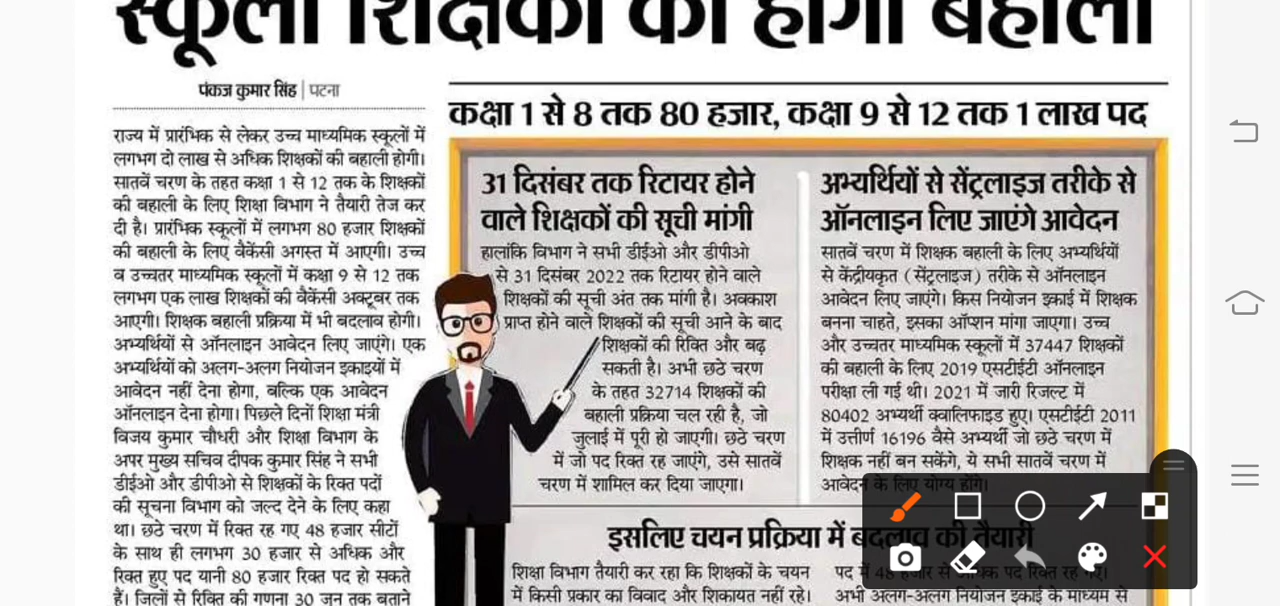 स्कूली शिक्षकों की होगी बहाली
पंकज कुमार सिंह | पटना
राज्य में प्रारंभिक से लेकर उच्च माध्यमिक स्कूलों में
लगभग दो लाख से अधिक शिक्षकों की बहाली होगी।
सातवें चरण के तहत कक्षा 1 से 12 तक के शिक्षकों
की बहाली के लिए शिक्षा विभाग ने तैयारी तेज कर
दी है। प्रारंभिक स्कूलों में लगभग 80 हजार शिक्षकों
की बहाली के लिए वैकेंसी अगस्त में आएगी। उच्च
व उच्चतर माध्यमिक स्कूलों में कक्षा 9 से 12 तक
लगभग एक लाख शिक्षकों की वैकेंसी अक्टूबर तक
आएगी। शिक्षक बहाली प्रक्रिया में भी बदलाव होगी।
अभ्यर्थियों से ऑनलाइन आवेदन लिए जाएंगे। एक
अभ्यर्थियों को अलग-अलग नियोजन इकाइयों में
आवेदन नहीं देना होगा, बल्कि एक आवेदन
ऑनलाइन देना होगा। पिछले दिनों शिक्षा मंत्री
विजय कुमार चौधरी और शिक्षा विभाग के
अपर मुख्य सचिव दीपक कुमार सिंह ने सभी
डीईओ और डीपीओ से शिक्षकों के रिक्त पदों
की सूचना विभाग को जल्द देने के लिए कहा
था। छठे चरण में रिक्त रह गए 48 हजार सीटों
के साथ ही लगभग 30 हजार से अधिक और
रिक्त हुए पद यानी 80 हजार रिक्त पद हो सकते
हैं। जिलों से रिक्ति की गणना 30 जून तक बताने
कक्षा 1 से 8 तक 80 हजार, कक्षा 9 से 12 तक 1 लाख पद
31 दिसंबर तक रिटायर होने
वाले शिक्षकों की सूची मांगी
हालांकि विभाग ने सभी डीईओ और डीपीओ
से 31 दिसंबर 2022 तक रिटायर होने वाले
शिक्षकों की सूची अंत तक मांगी है। अवकाश
प्राप्त होने वाले शिक्षकों की सूची आने के बाद
शिक्षकों की रिक्ति और बढ़
सकती है। अभी छठे चरण
के तहत 32714 शिक्षकों की
बहाली प्रक्रिया चल रही है, जो
जुलाई में पूरी हो जाएगी। छठे चरण
में जो पद रिक्त रह जाएंगे, उसे सातवें
चरण में शामिल कर दिया जाएगा।
अभ्यर्थियों से सेंट्रलाइज तरीके से
ऑनलाइन लिए जाएंगे आवेदन
सातवें चरण में शिक्षक बहाली के लिए अभ्यर्थियों
से केंद्रीयकृत (सेंट्रलाइज) तरीके से ऑनलाइन
आवेदन लिए जाएंगे। किस नियोजन इकाई में शिक्षक
बनना चाहते, इसका ऑप्शन मांगा जाएगा। उच्च
और उच्चतर माध्यमिक स्कूलों में 37447 शिक्षकों
की बहाली के लिए 2019 एसटीईटी ऑनलाइन
परीक्षा ली गई थी। 2021 में जारी रिजल्ट में
80402 अभ्यर्थी क्वालिफाइड हुए। एसटीईटी 2011
में उत्तीर्ण 16196 वैसे अभ्यर्थी जो छठे चरण में
शिक्षक नहीं बन सकेंगे, ये सभी सातवें चरण में
आवेदन के लिए योग्य होंगे।
इसलिए चयन प्रक्रिया में बदलाव की तैयारी
शिक्षा विभाग तैयारी कर रहा कि शिक्षकों के चयन
में किसी प्रकार का विवाद और शिकायत नहीं रहे।
पद में 48 हजार से अधिक पद रिक्त रह गए।
अभी अलग-अलग नियोजन इकाई के माध्यम से